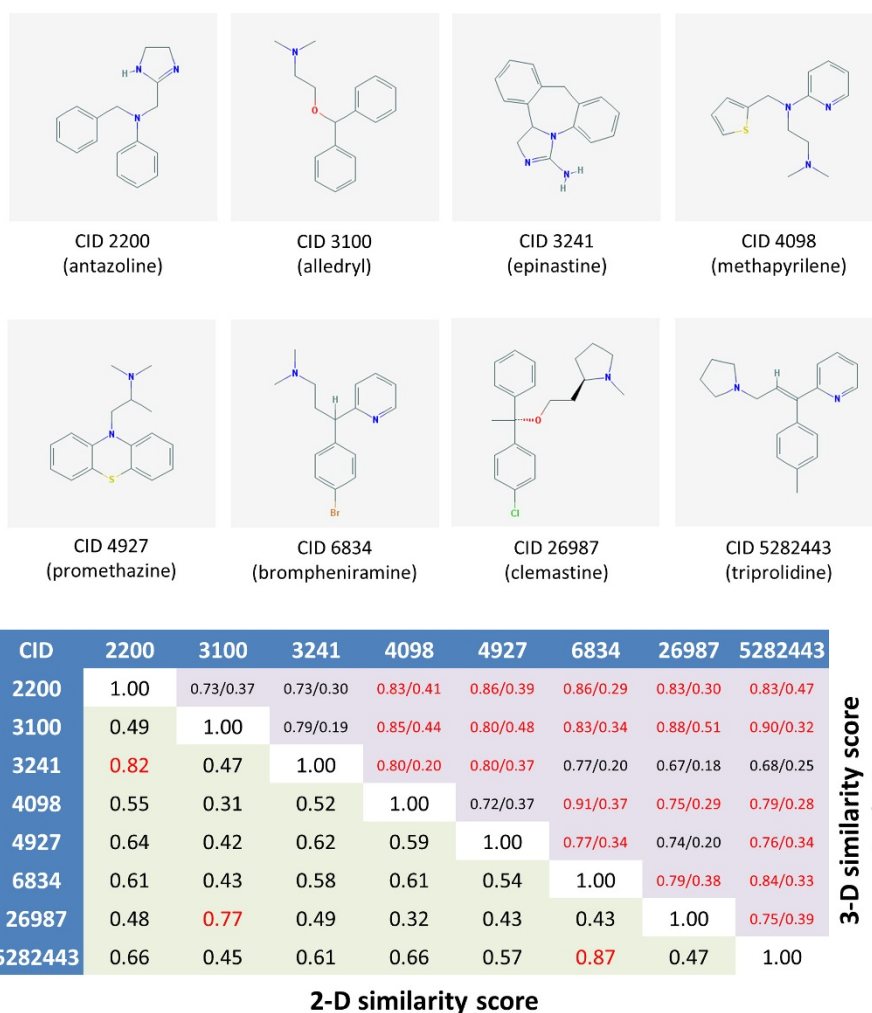 H N N N
N O
N N N H H
N N S N
CID 2200 CID 3100 CID 3241 CID 4098
(antazoline) (alledryl) (epinastine) (methapyrilene)
N N S
N H N Br
N O Cl
N H N
CID 4927 CID 6834 CID 26987 CID 5282443
(promethazine) (brompheniramine) (clemastine) (triprolidine)
CID 2200 3100 3241 4098 4927 6834 26987 5282443
2200 1.00 0.73/0.37 0.73/0.30 0.83/0.41 0.86/0.39 0.86/0.29 0.83/0.30 0.83/0.47
3100 0.49 1.00 0.79/0.19 0.85/0.44 0.80/0.48 0.83/0.34 0.88/0.51 0.90/0.32
3241 0.82 0.47 1.00 0.80/0.20 0.80/0.37 0.77/0.20 0.67/0.18 0.68/0.25
4098 0.55 0.31 0.52 1.00 0.72/0.37 0.91/0.37 0.75/0.29 0.79/0.28
4927 0.64 0.42 0.62 0.59 1.00 0.77/0.34 0.74/0.20 0.76/0.34
6834 0.61 0.43 0.58 0.61 0.54 1.00 0.79/0.38 0.84/0.33
26987 0.48 0.77 0.49 0.32 0.43 0.43 1.00 0.75/0.39
5282443 0.66 0.45 0.61 0.66 0.57 0.87 0.47 1.00
3-D similarity score
2-D similarity score